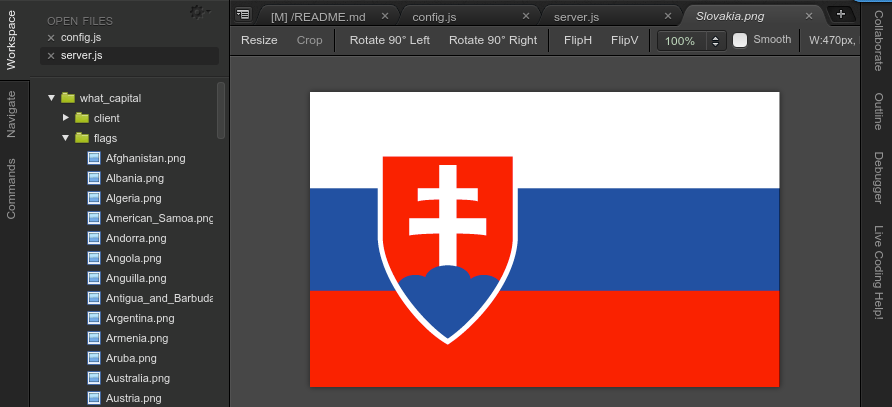 Workspace
Navigate
Commands
OPEN FILES
config.js
server.js
what_capital
client
flags
Afghanistan.png
Albania.png
Algeria.png
American_Samoa.png
Andorra.png
Angola.png
Anguilla.png
Antigua_and_Barbuda
Argentina.png
Armenia.png
Aruba.png
Australia.png
Austria.png
[M] /README.md config.js server.js Slovakia.png
Resize Crop Rotate 90° Left Rotate 90° Right FlipH FlipV 100% Smooth W:470px,
Collaborate
Outline
Debugger
Live Coding Help!